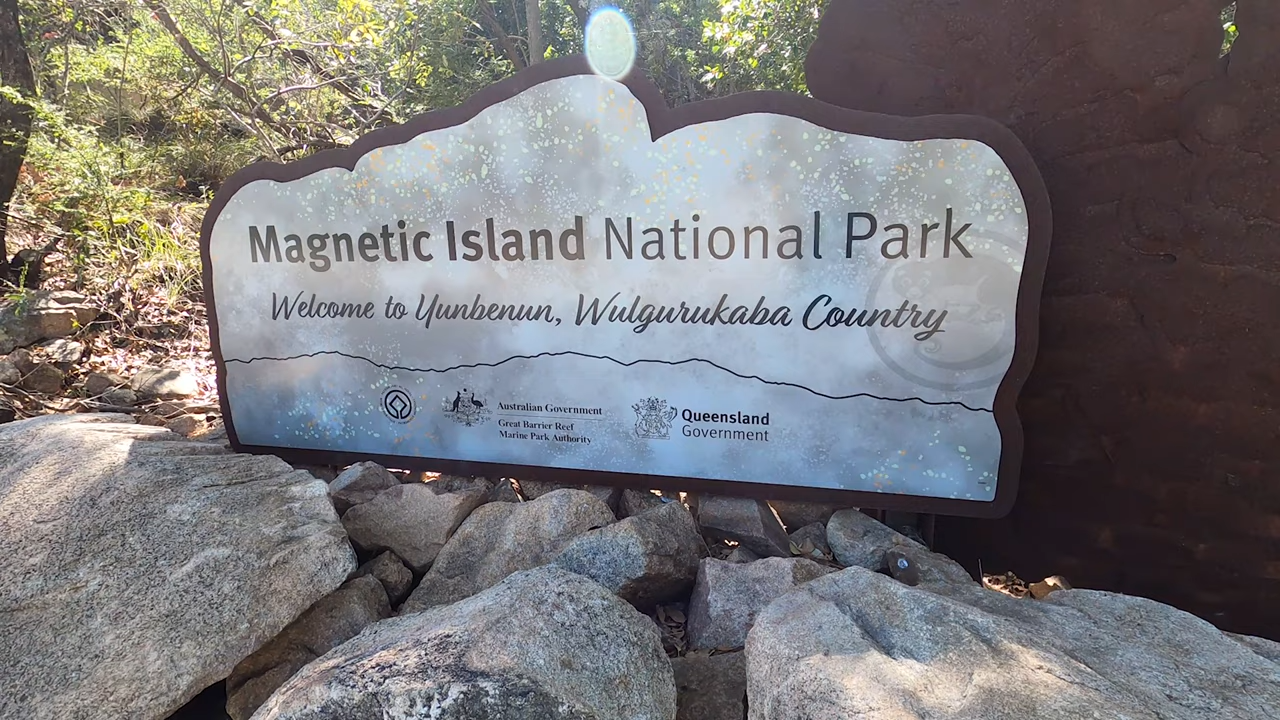 Magnetic Island National Park
Welcome to Yunbenun, Wulgurukaba Country
Australian Government
Great Barrier Reef
Marine Park Authority
Queensland
Government